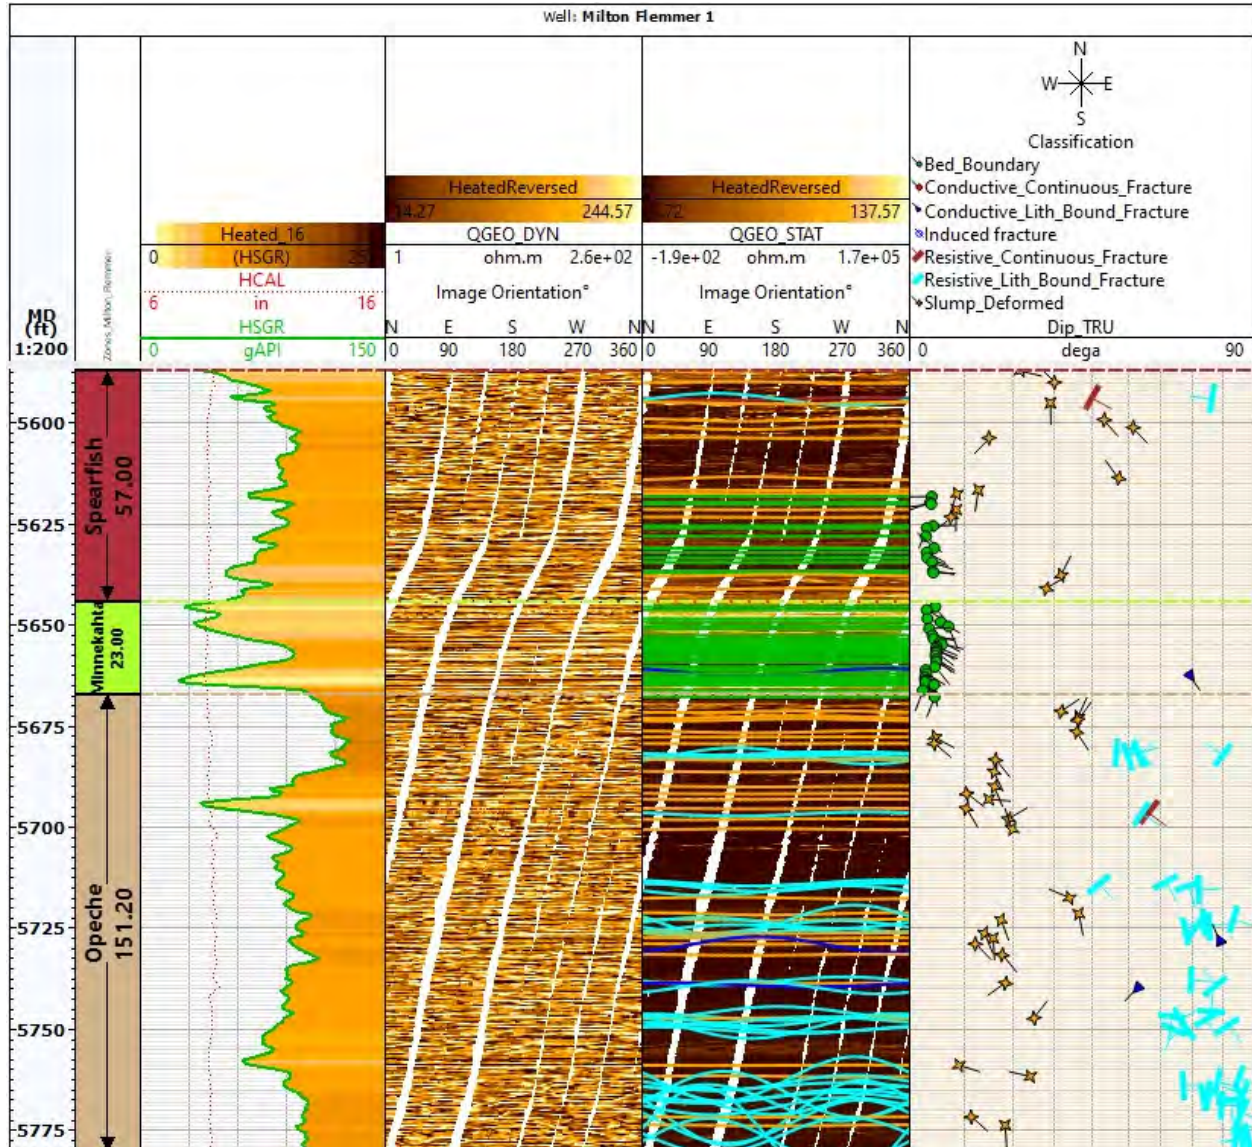 Well: Milton Flemmer 1
N
W E
S
Classification
Bed_Boundary
Conductive_Continuous_Fracture
Conductive_Lith_Bound_Fracture
Induced fracture
Resistive_Continuous_Fracture
Resistive_Lith_Bound_Fracture
Slump_Deformed
HeatedReversed HeatedReversed
14.27 244.57 .72 137.57
Heated_16 QGEO_DYN QGEO_STAT
0 (HSGR) 1 ohm.m 2.6e+02 -1.9e+02 ohm.m 1.7e+05
HCAL
6 in 16
Image Orientation° Image Orientation°
MD
(ft)
1:200
Zones_Milton_Flemmer
HSGR N E S W N N E S W N Dip_TRU
0 gAPI 150 0 90 180 270 360 0 90 180 270 360 0 dega 90
5600
Spearfish
57.00
5625
Minnekahta
23.00
5650
5675
Opeche
151.20
5700
5725
5750
5775